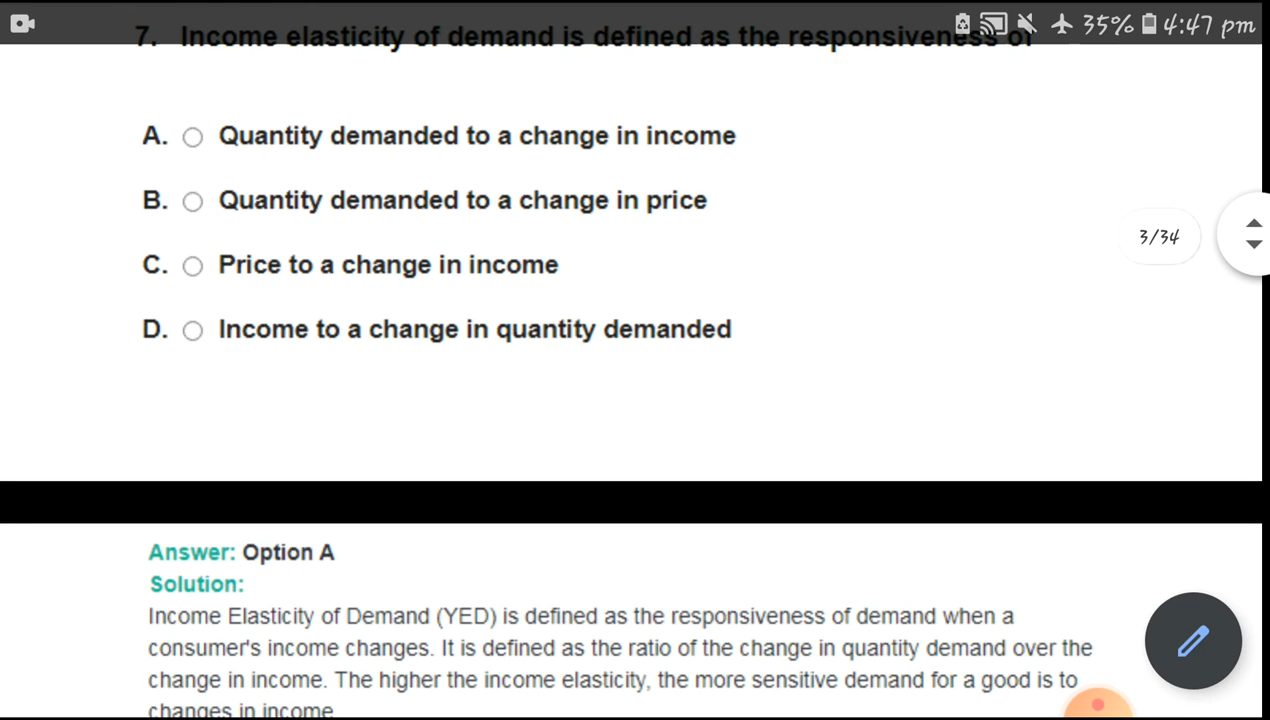 35% 4:47 pm
7. Income elasticity of demand is defined as the responsiveness of
A. Quantity demanded to a change in income
B. Quantity demanded to a change in price
3/34
C. Price to a change in income
D. Income to a change in quantity demanded
Answer: Option A
Solution:
Income Elasticity of Demand (YED) is defined as the responsiveness of demand when a
consumer's income changes. It is defined as the ratio of the change in quantity demand over the
change in income. The higher the income elasticity, the more sensitive demand for a good is to
changes in income